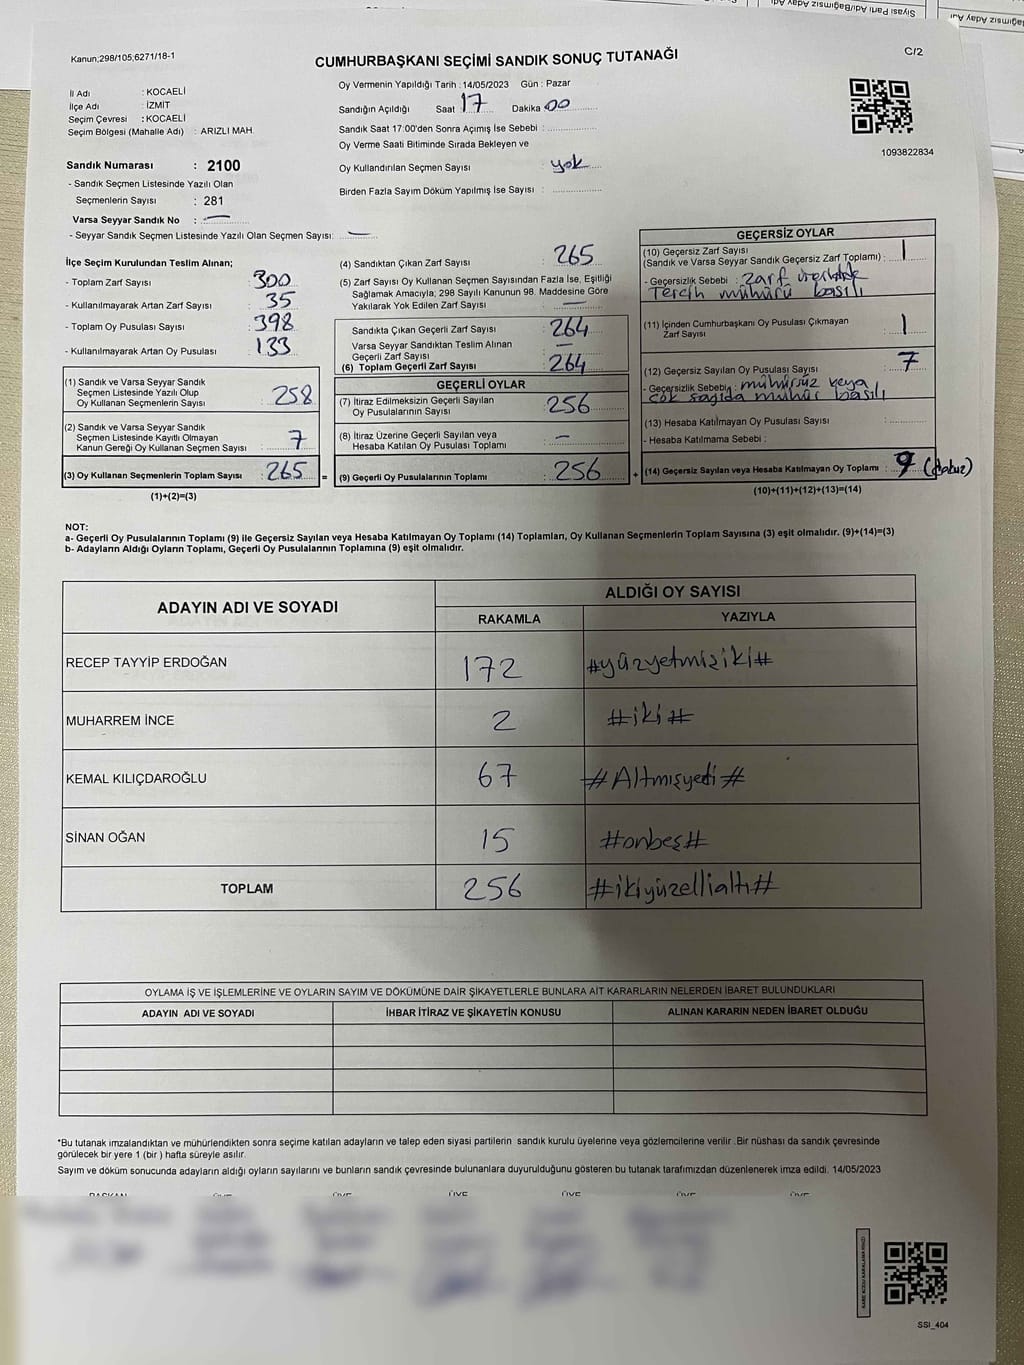 Kanun;298/105;6271/18-1
CUMHURBAŞKANI SEÇİMİ SANDIK SONUÇ TUTANAĞI
C/2
İl Adı : KOCAELİ
İlçe Adı : İZMİT
Seçim Çevresi : KOCAELİ
Seçim Bölgesi (Mahalle Adı) : ARIZLI MAH.
Sandık Numarası : 2100
- Sandık Seçmen Listesinde Yazılı Olan
Seçmenlerin Sayısı : 281
Varsa Seyyar Sandık No : —
- Seyyar Sandık Seçmen Listesinde Yazılı Olan Seçmen Sayısı: —
Oy Vermenin Yapıldığı Tarih : 14/05/2023 Gün : Pazar
Sandığın Açıldığı Saat 17 Dakika 00
Sandık Saat 17:00'den Sonra Açımış İse Sebebi :
Oy Verme Saati Bitiminde Sırada Bekleyen ve
Oy Kullandırılan Seçmen Sayısı : yok
Birden Fazla Sayım Döküm Yapılmış İse Sayısı :
1093822834
İlçe Seçim Kurulundan Teslim Alınan;
- Toplam Zarf Sayısı : 300
- Kullanılmayarak Artan Zarf Sayısı : 35
- Toplam Oy Pusulası Sayısı : 398
- Kullanılmayarak Artan Oy Pusulası : 133
(1) Sandık ve Varsa Seyyar Sandık
Seçmen Listesinde Yazılı Olup
Oy Kullanan Seçmenlerin Sayısı : 258
(2) Sandık ve Varsa Seyyar Sandık
Seçmen Listesinde Kayıtlı Olmayan
Kanun Gereği Oy Kullanan Seçmen Sayısı : 7
(3) Oy Kullanan Seçmenlerin Toplam Sayısı : 265
(1)+(2)=(3)
=
(4) Sandıktan Çıkan Zarf Sayısı : 265
(5) Zarf Sayısı Oy Kullanan Seçmen Sayısından Fazla İse, Eşitliği
Sağlamak Amacıyla; 298 Sayılı Kanunun 98. Maddesine Göre
Yakılarak Yok Edilen Zarf Sayısı : —
Sandıkta Çıkan Geçerli Zarf Sayısı : 264
Varsa Seyyar Sandıktan Teslim Alınan
Geçerli Zarf Sayısı : —
(6) Toplam Geçerli Zarf Sayısı : 264
GEÇERLİ OYLAR
(7) İtiraz Edilmeksizin Geçerli Sayılan
Oy Pusulalarının Sayısı : 256
(8) İtiraz Üzerine Geçerli Sayılan veya
Hesaba Katılan Oy Pusulası Toplamı : —
(9) Geçerli Oy Pusulalarının Toplamı : 256
+
GEÇERSİZ OYLAR
(10) Geçersiz Zarf Sayısı
(Sandık ve Varsa Seyyar Sandık Geçersiz Zarf Toplamı) : 1
- Geçersizlik Sebebi : zarf üzerinde
Tercih mühürü basılı
(11) İçinden Cumhurbaşkanı Oy Pusulası Çıkmayan
Zarf Sayısı : 1
(12) Geçersiz Sayılan Oy Pusulası Sayısı : 7
- Geçersizlik Sebebi : mühürsüz veya
çok sayıda mühür basılı
(13) Hesaba Katılmayan Oy Pusulası Sayısı :
- Hesaba Katılmama Sebebi :
(14) Geçersiz Sayılan veya Hesaba Katılmayan Oy Toplamı : 9 (dokuz)
(10)+(11)+(12)+(13)=(14)
NOT:
a- Geçerli Oy Pusulalarının Toplamı (9) ile Geçersiz Sayılan veya Hesaba Katılmayan Oy Toplamı (14) Toplamları, Oy Kullanan Seçmenlerin Toplam Sayısına (3) eşit olmalıdır. (9)+(14)=(3)
b- Adayların Aldığı Oyların Toplamı, Geçerli Oy Pusulalarının Toplamına (9) eşit olmalıdır.
ADAYIN ADI VE SOYADI
ALDIĞI OY SAYISI
RAKAMLA YAZIYLA
RECEP TAYYİP ERDOĞAN 172 #yüzyetmişiki#
MUHARREM İNCE 2 #iki#
KEMAL KILIÇDAROĞLU 67 #Altmışyedi#
SİNAN OĞAN 15 #onbeş#
TOPLAM 256 #ikiyüzellialtı#
OYLAMA İŞ VE İŞLEMLERİNE VE OYLARIN SAYIM VE DÖKÜMÜNE DAİR ŞİKAYETLERLE BUNLARA AİT KARARLARIN NELERDEN İBARET BULUNDUKLARI
ADAYIN ADI VE SOYADI İHBAR İTİRAZ VE ŞİKAYETİN KONUSU ALINAN KARARIN NEDEN İBARET OLDUĞU
*Bu tutanak imzalandıktan ve mühürlendikten sonra seçime katılan adayların ve talep eden siyasi partilerin sandık kurulu üyelerine veya gözlemcilerine verilir .Bir nüshası da sandık çevresinde
görülecek bir yere 1 (bir ) hafta süreyle asılır.
Sayım ve döküm sonucunda adayların aldığı oyların sayılarını ve bunların sandık çevresinde bulunanlara duyurulduğunu gösteren bu tutanak tarafımızdan düzenlenerek imza edildi. 14/05/2023
BAŞKAN ÜYE ÜYE ÜYE ÜYE ÜYE ÜYE
SSİ_404